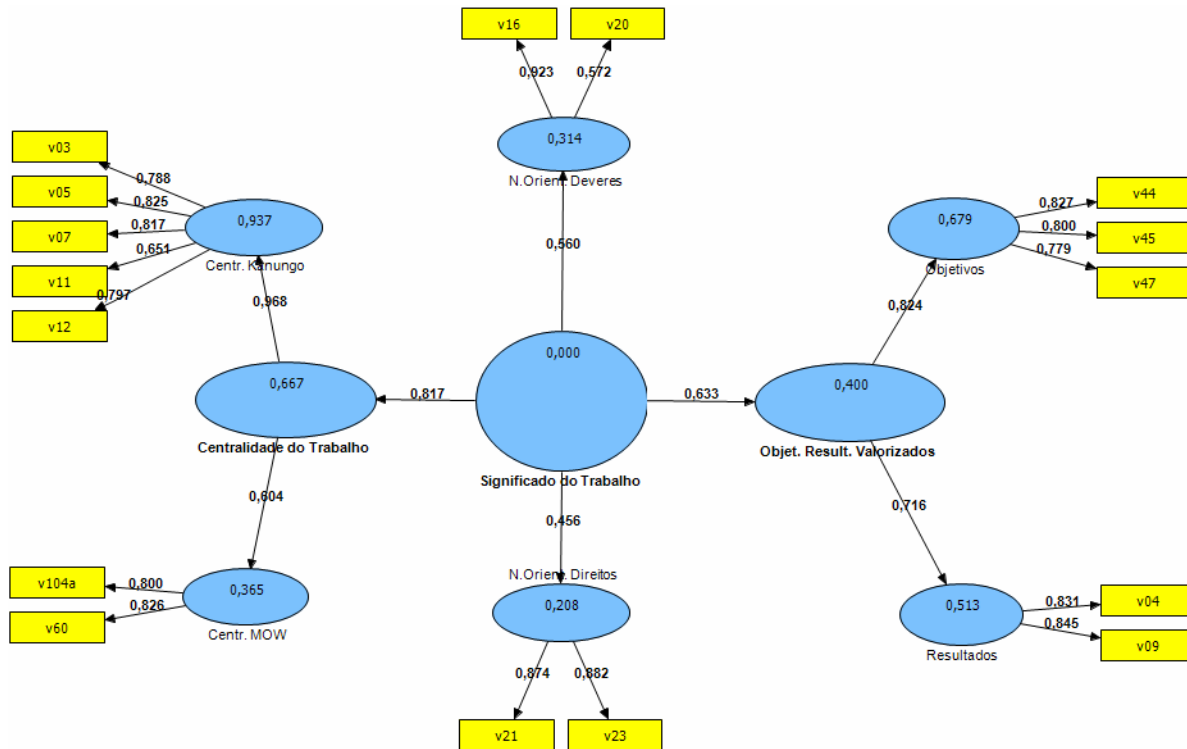 v16
v20
0,923
0,572
0,314
N.Orient. Deveres
0,560
v03
v05
v07
v11
v12
0,788
0,825
0,817
0,651
0,797
0,937
Centr. Kanungo
0,968
0,667
Centralidade do Trabalho
0,817
0,604
v104a
v60
0,800
0,826
0,365
Centr. MOW
0,000
Significado do Trabalho
0,456
N.Orient. Direitos
0,208
0,874
0,882
v21
v23
0,633
0,400
Objet. Result. Valorizados
0,824
0,679
Objetivos
0,827
0,800
0,779
v44
v45
v47
0,716
0,513
Resultados
0,831
0,845
v04
v09